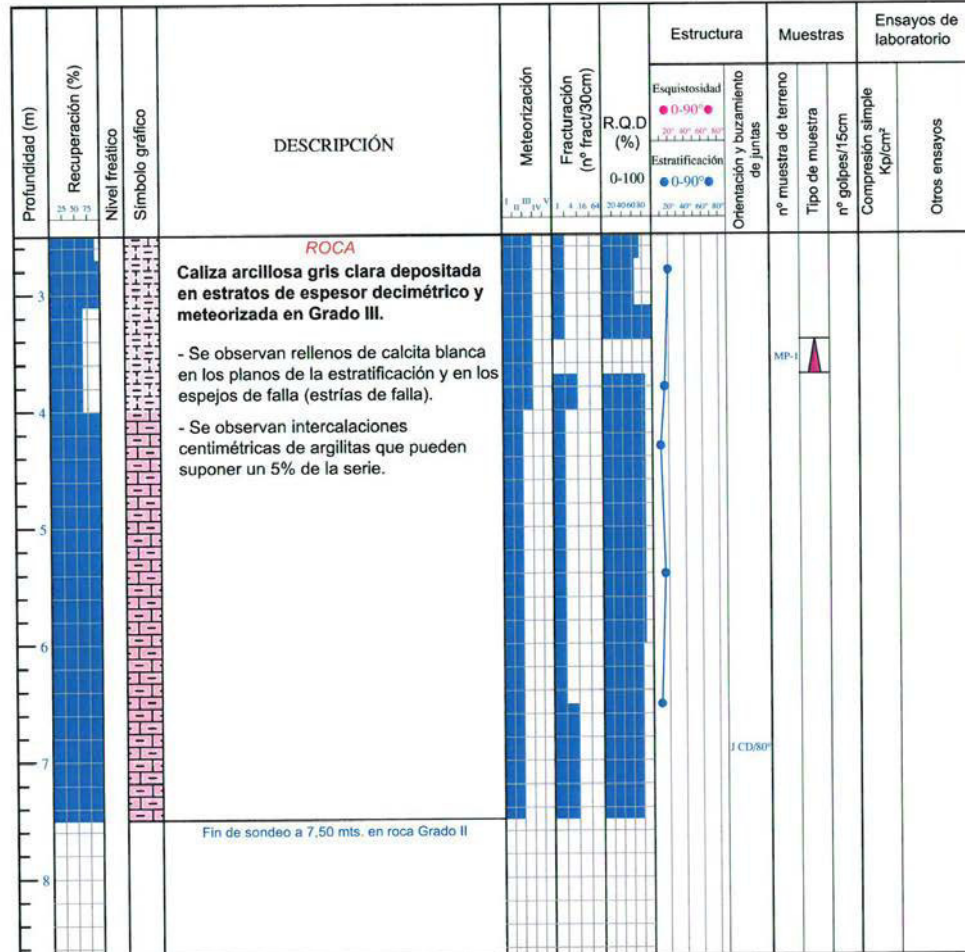 Profundidad (m)
Recuperación (%)
25 50 75
Nivel freático
Símbolo gráfico
DESCRIPCIÓN
Meteorización
I II III IV V
Fracturación
(nº fract/30cm)
1 4 16 64
R.Q.D
(%)
0-100
20 40 60 80
Estructura
Esquistosidad
0-90°
20° 40° 60° 80°
Estratificación
0-90°
20° 40° 60° 80°
Orientación y buzamiento
de juntas
Muestras
nº muestra de terreno
Tipo de muestra
nº golpes/15cm
Ensayos de
laboratorio
Compresión simple
Kp/cm²
Otros ensayos
ROCA
Caliza arcillosa gris clara depositada
en estratos de espesor decimétrico y
meteorizada en Grado III.
- Se observan rellenos de calcita blanca
en los planos de la estratificación y en los
espejos de falla (estrías de falla).
- Se observan intercalaciones
centimétricas de argilitas que pueden
suponer un 5% de la serie.
3
MP-1
4
5
6
J CD/80°
7
Fin de sondeo a 7,50 mts. en roca Grado II
8